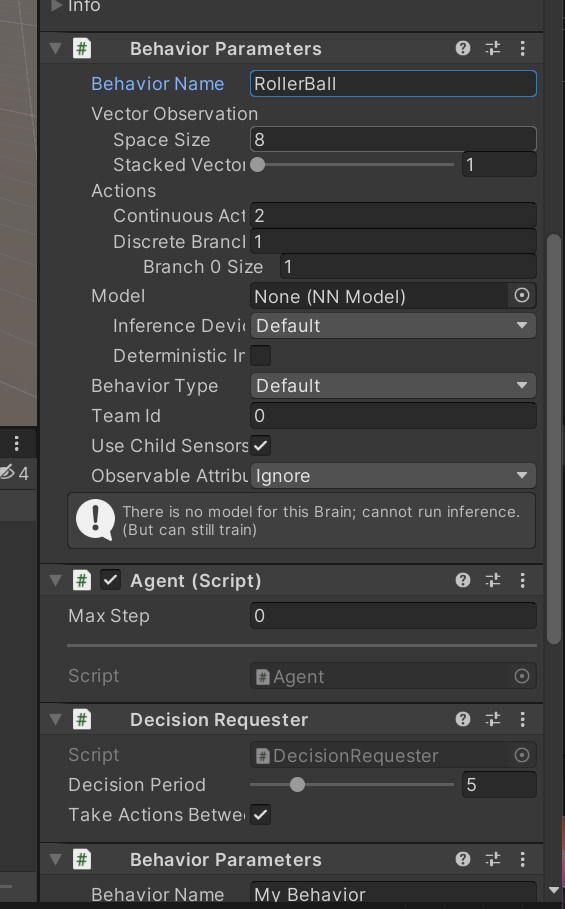 Info
# Behavior Parameters
Behavior Name RollerBall
Vector Observation
Space Size 8
Stacked Vector 1
Actions
Continuous Act 2
Discrete Brancl 1
Branch 0 Size 1
Model None (NN Model)
Inference Devi Default
Deterministic Ir
Behavior Type Default
Team Id 0
Use Child Sensors
Observable Attribu Ignore
There is no model for this Brain; cannot run inference.
(But can still train)
4
# Agent (Script)
Max Step 0
Script # Agent
# Decision Requester
Script # DecisionRequester
Decision Period 5
Take Actions Betwe
# Behavior Parameters
Behavior Name My Behavior